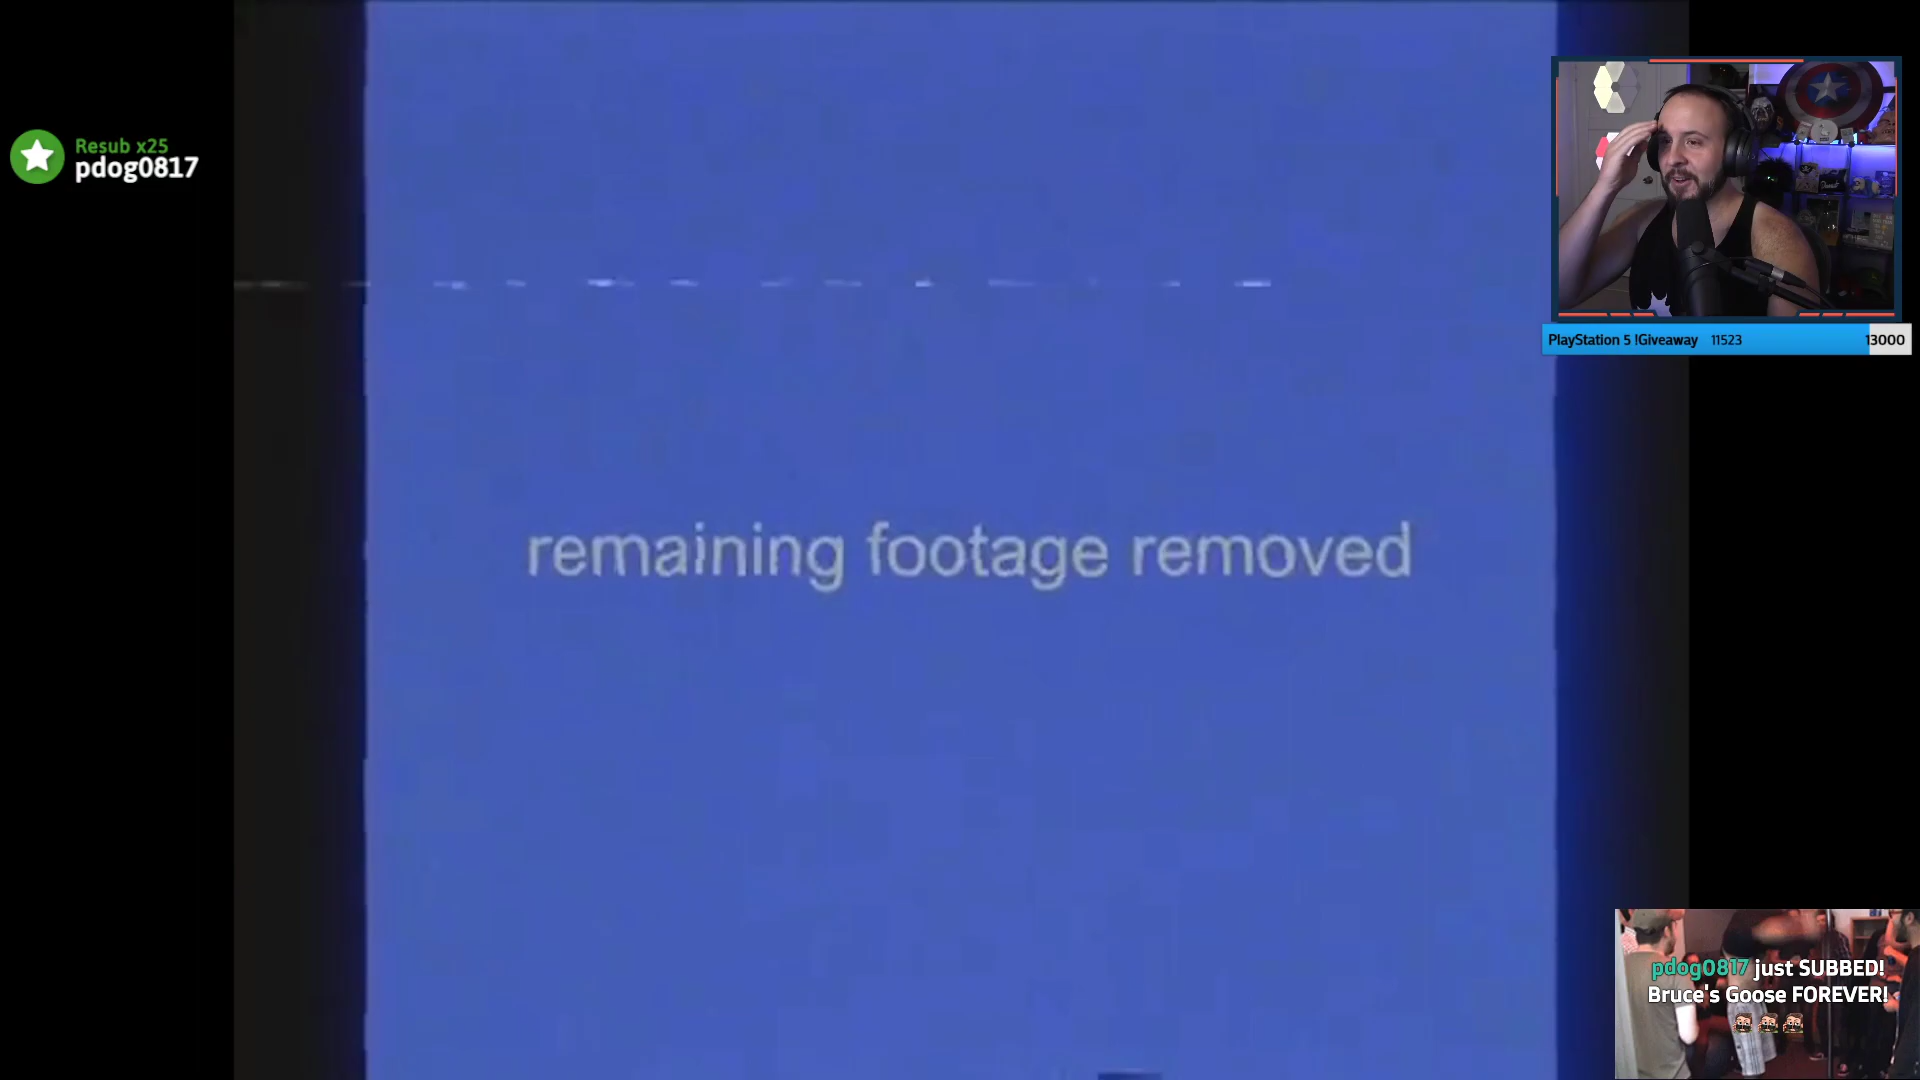 Resub x25
pdog0817
PlayStation 5 !Giveaway 11523 13000
remaining footage removed
pdog0817 just SUBBED!
Bruce's Goose FOREVER!